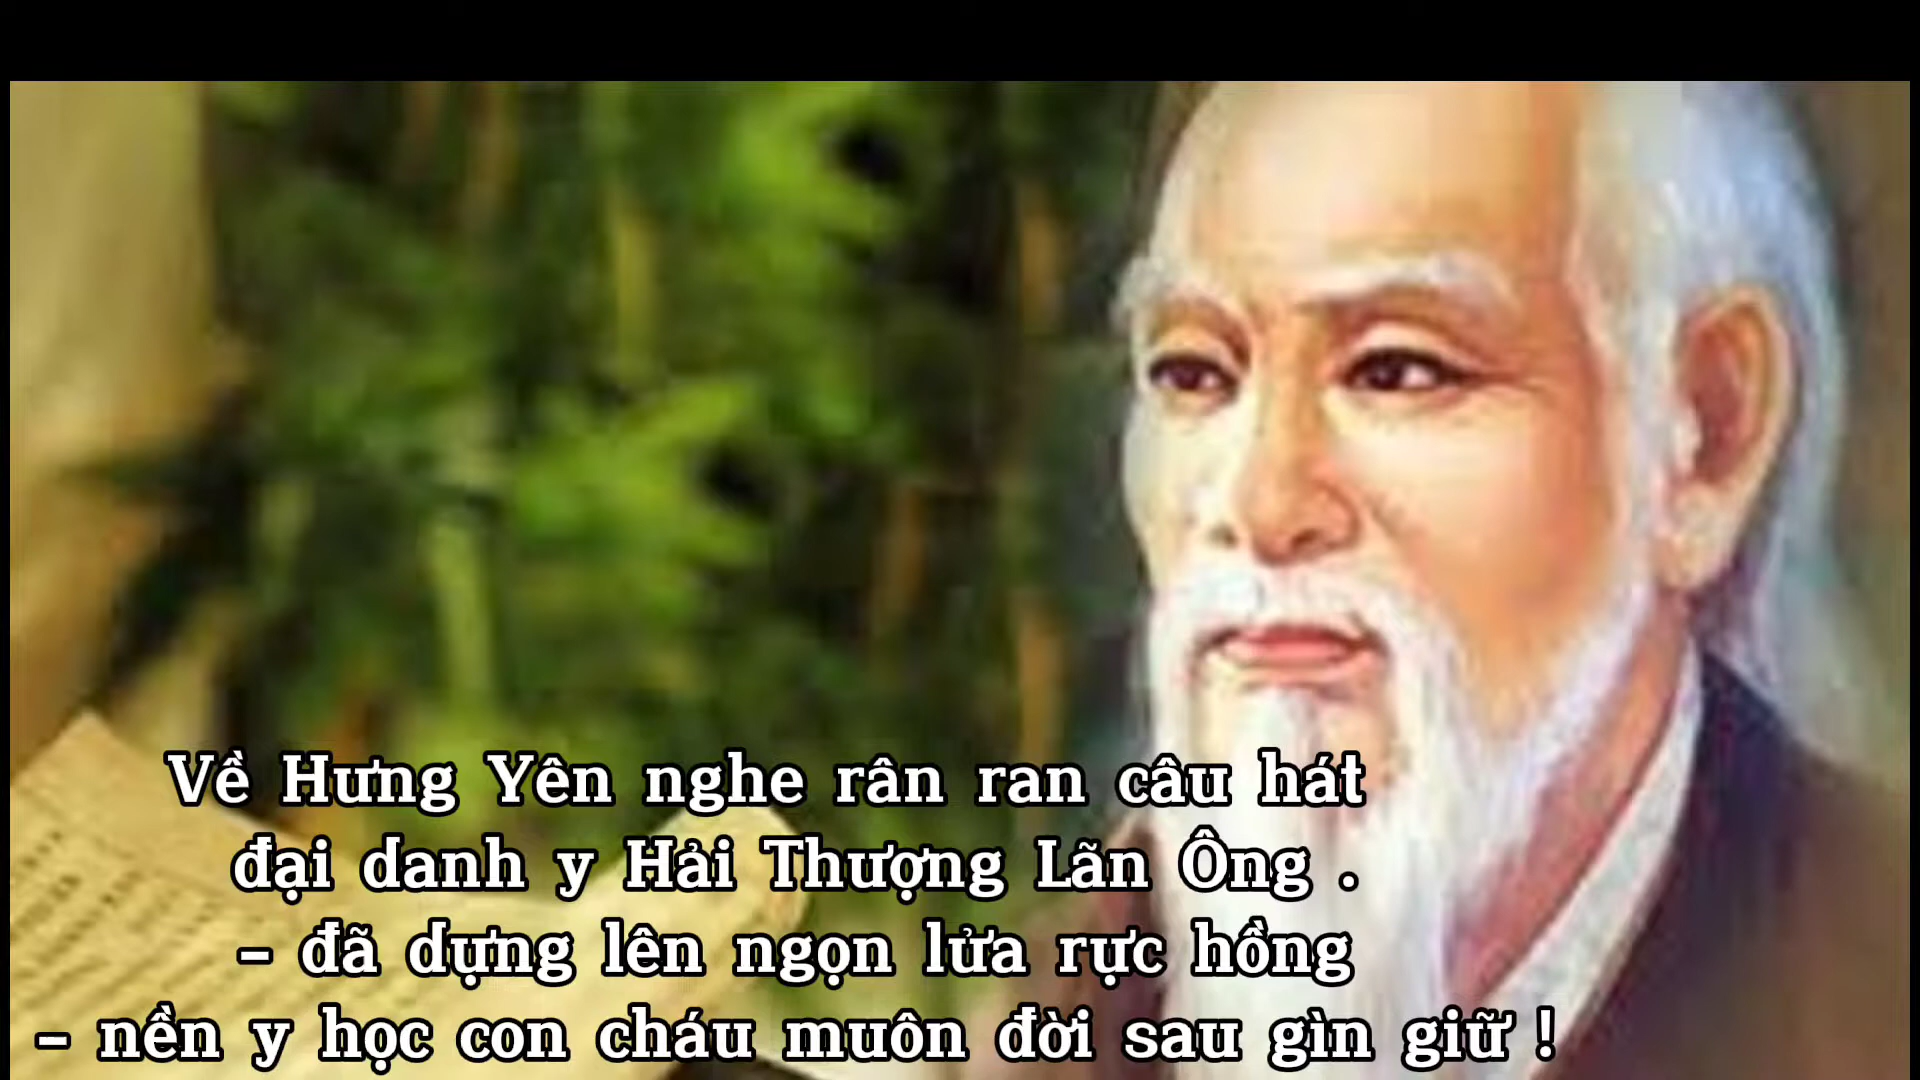 Về Hưng Yên nghe rân ran câu hát
đại danh y Hải Thượng Lãn Ông .
– đã dựng lên ngọn lửa rực hồng
– nền y học con cháu muôn đời sau gìn giữ !